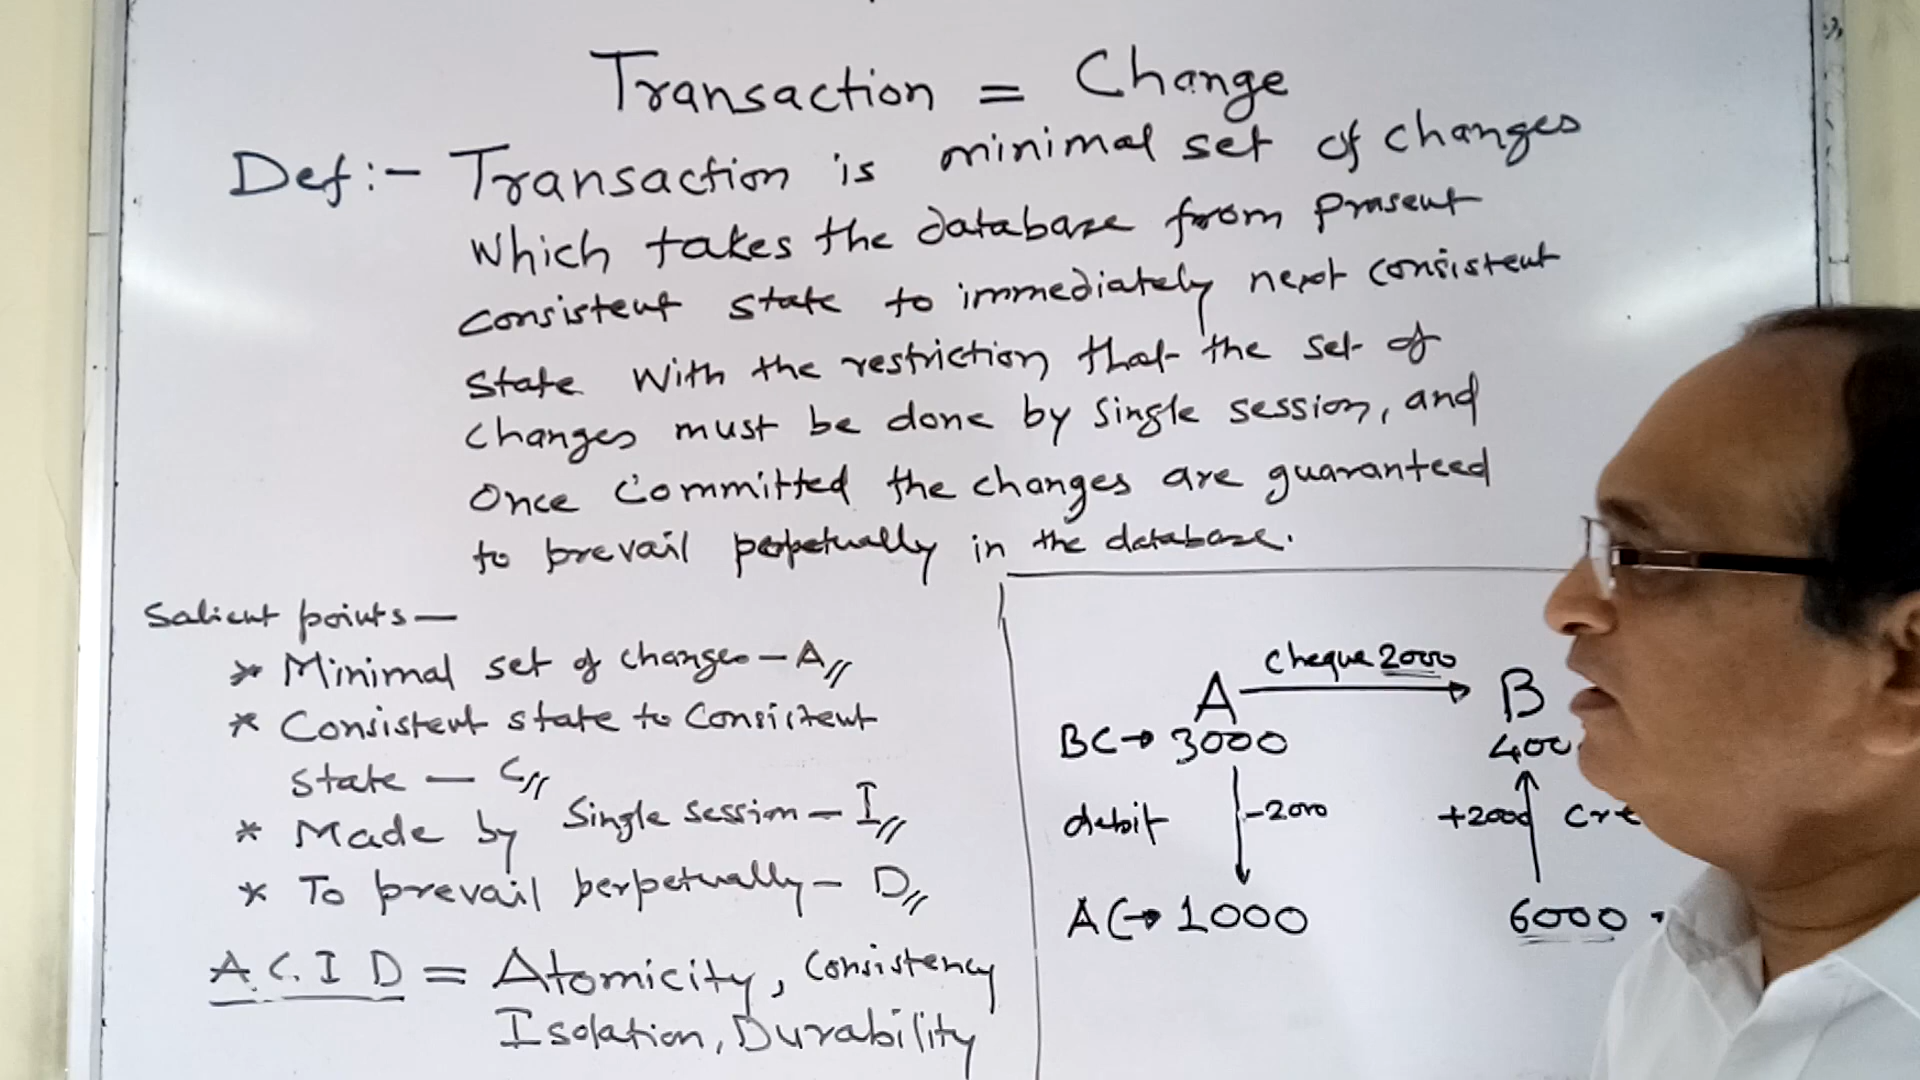 Transaction = Change
Def:- Transaction is minimal set of changes
which takes the database from present
consistent state to immediately next consistent
state with the restriction that the set of
changes must be done by single session, and
once committed the changes are guaranteed
to prevail perpetually in the database.
Salient points —
* Minimal set of changes - A//
* Consistent state to Consistent
state — C//
* Made by single session - I//
* To prevail perpetually - D//
A.C.I D = Atomicity, Consistency
Isolation, Durability
Cheque 2000
A B
BC→ 3000 400
debit -2000 +2000 Cre
AC→ 1000 6000